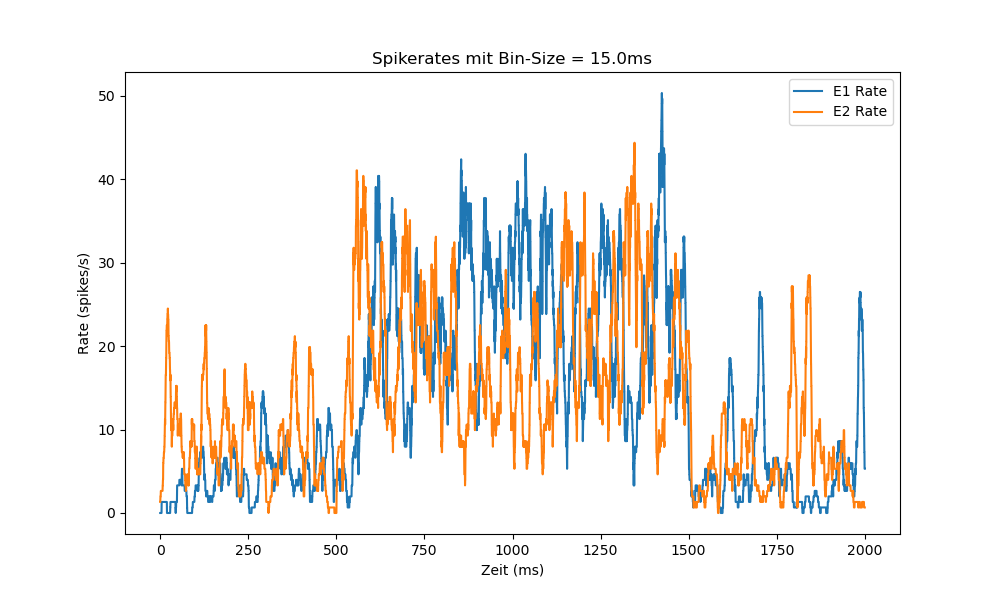 Spikerates mit Bin-Size = 15.0ms
E1 Rate
E2 Rate
Rate (spikes/s)
50
40
30
20
10
0
0 250 500 750 1000 1250 1500 1750 2000
Zeit (ms)